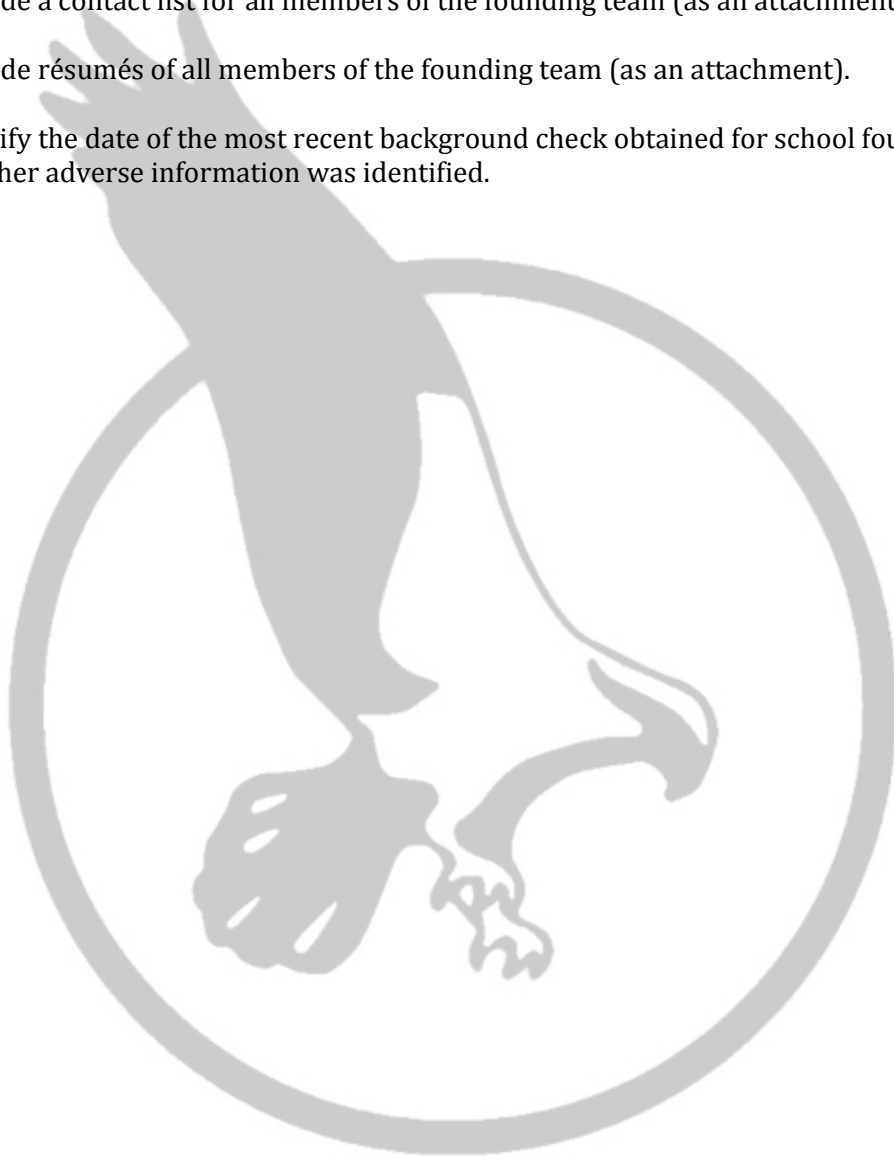 de a contact list for all members of the founding team (as an attachment
de résumés of all members of the founding team (as an attachment).
ify the date of the most recent background check obtained for school fou
her adverse information was identified.